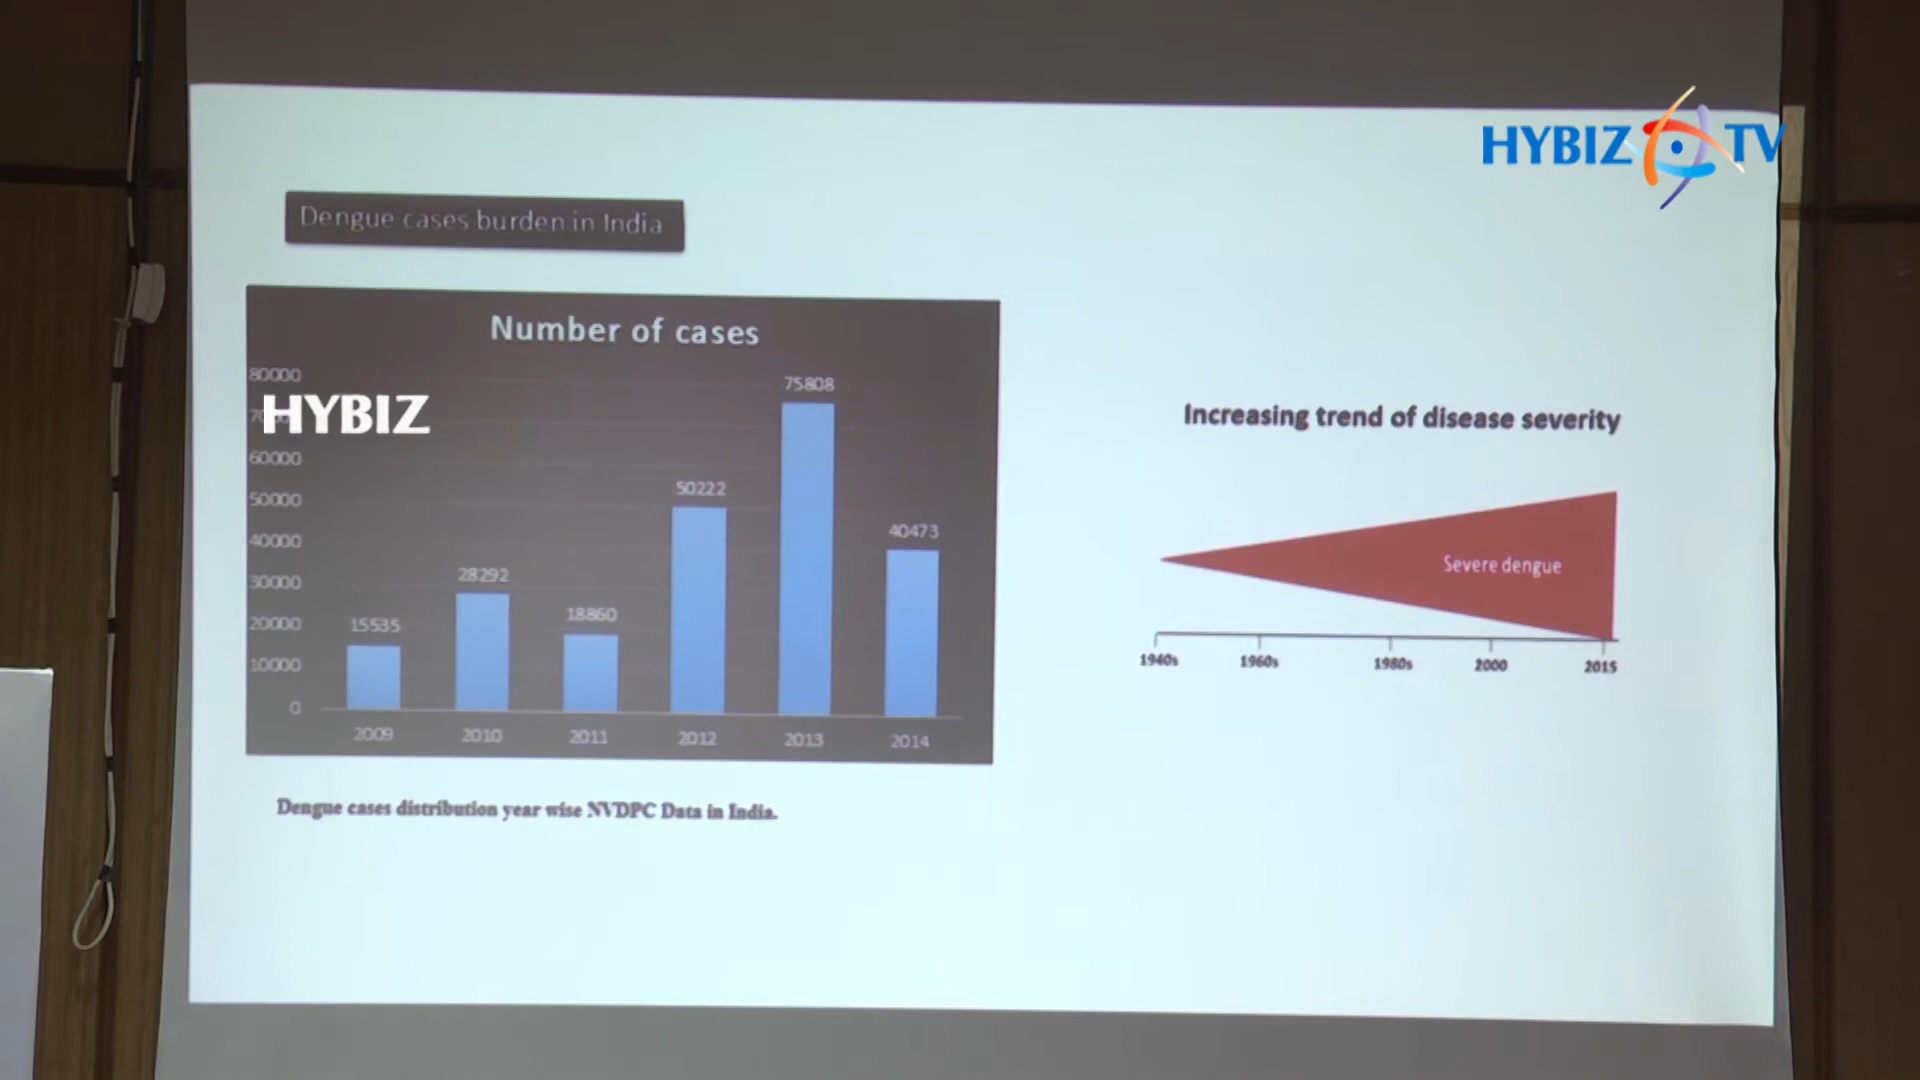 HYBIZ TV
Dengue cases burden in India
Number of cases
80000
HYBIZ
60000
50000
40000
30000
20000
10000
0
15535
28292
18860
50222
75808
40473
2009 2010 2011 2012 2013 2014
Dengue cases distribution year wise NVDPC Data in India.
Increasing trend of disease severity
Severe dengue
1940s 1960s 1980s 2000 2015